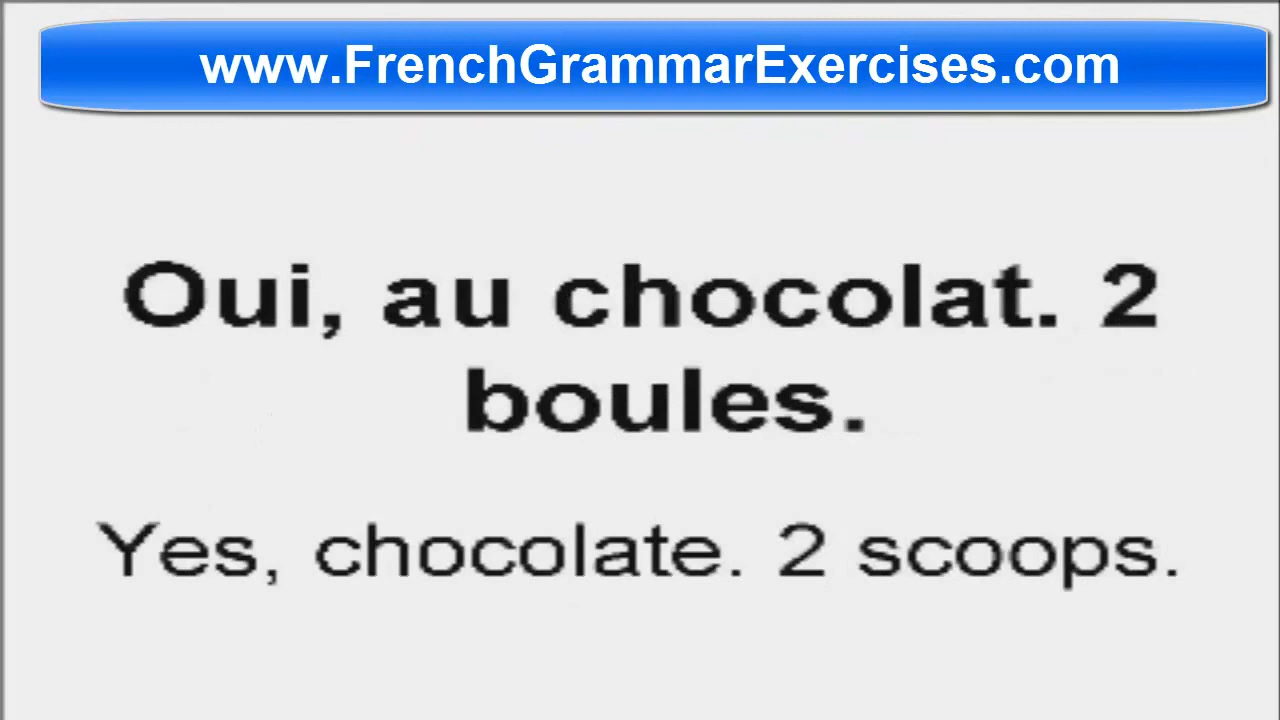 www.FrenchGrammarExercises.com
Oui, au chocolat. 2
boules.
Yes, chocolate. 2 scoops.